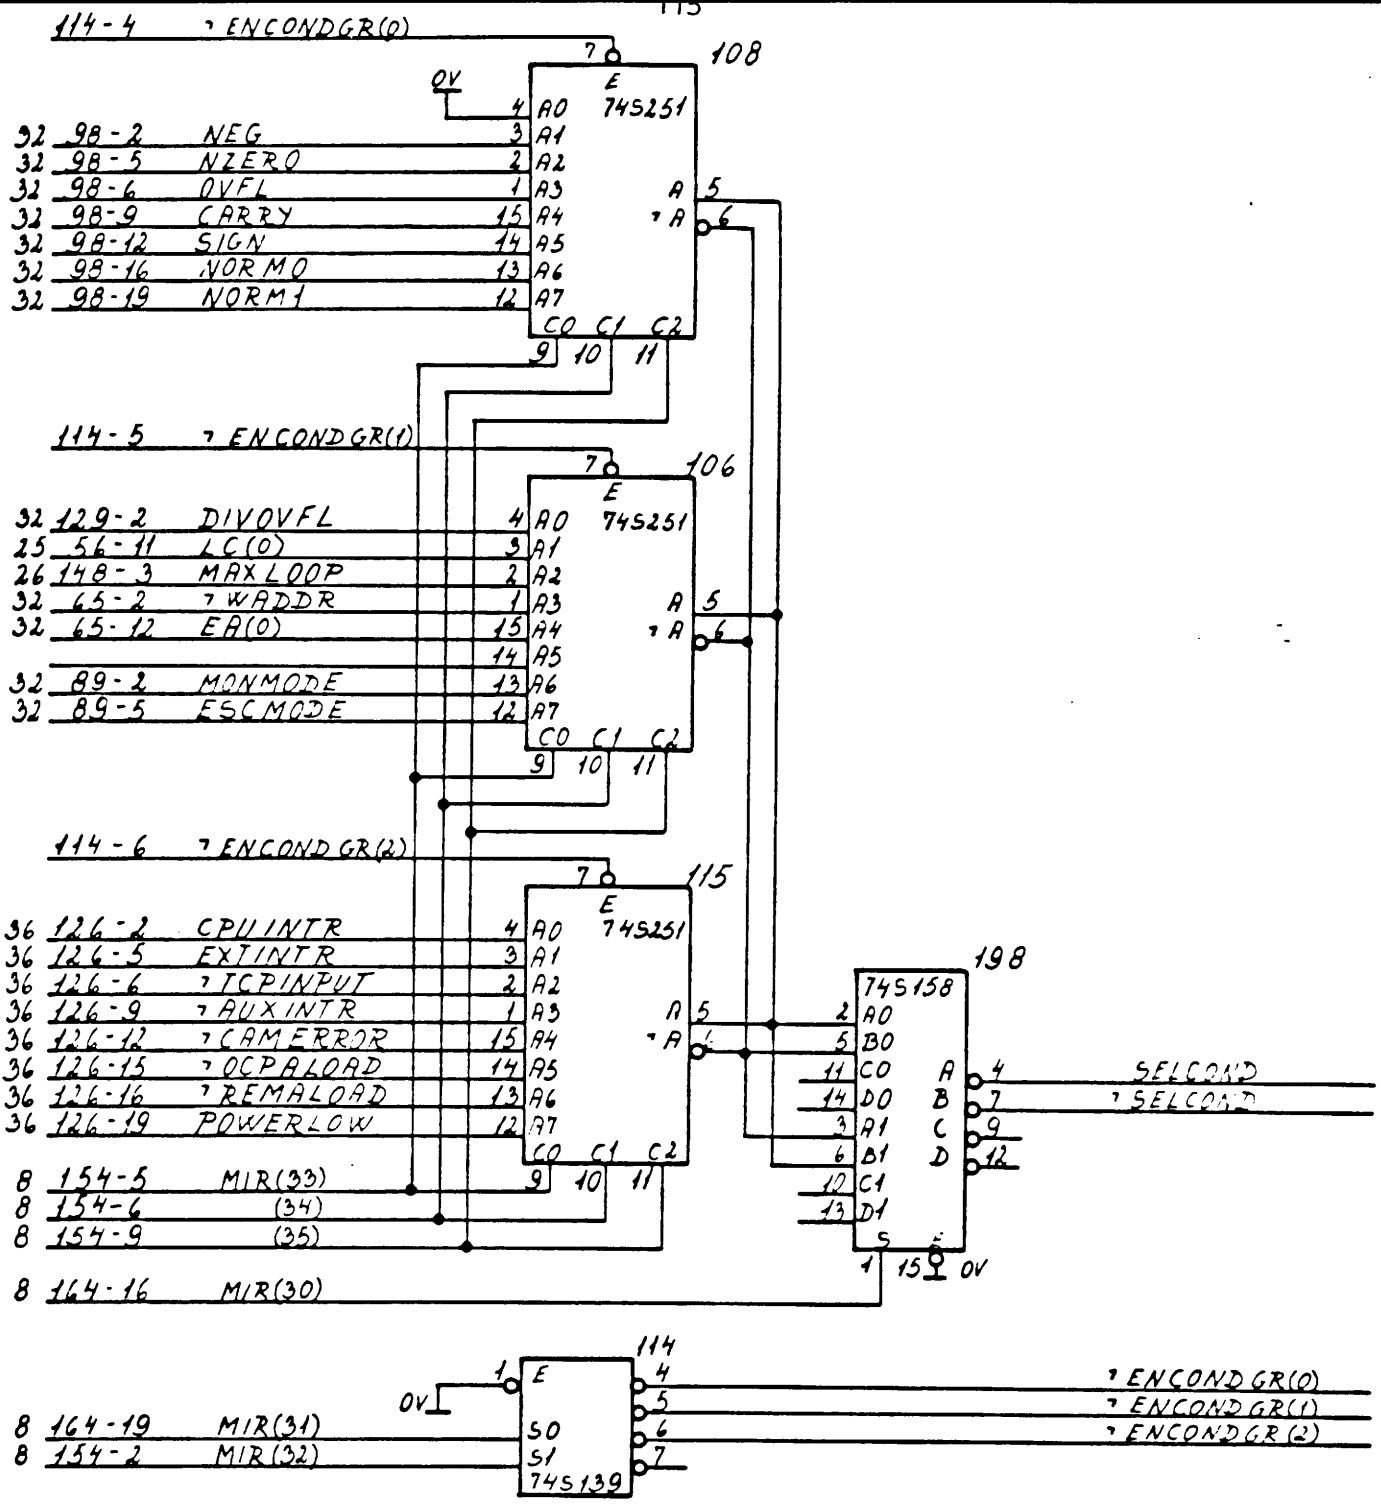 113
114-4 ¬ ENCONDGR(0)
7 108
E
0V
4 A0 74S251
32 98-2 NEG 3 A1
32 98-5 NZERO 2 A2
32 98-6 OVFL 1 A3 A 5
32 98-9 CARRY 15 A4 ¬A 6
32 98-12 SIGN 14 A5
32 98-16 NORM0 13 A6
32 98-19 NORM1 12 A7
C0 C1 C2
9 10 11
114-5 ¬ ENCONDGR(1)
7 106
E
32 129-2 DIVOVFL 4 A0 74S251
25 56-11 LC(0) 3 A1
26 148-3 MAXLOOP 2 A2
32 65-2 ¬ WADDR 1 A3 A 5
32 65-12 EA(0) 15 A4 ¬A 6
14 A5
32 89-2 MONMODE 13 A6
32 89-5 ESCMODE 12 A7
C0 C1 C2
9 10 11
114-6 ¬ ENCONDGR(2)
7 115
E
36 126-2 CPUINTR 4 A0 74S251
36 126-5 EXTINTR 3 A1
36 126-6 ¬ TCPINPUT 2 A2
36 126-9 ¬ AUXINTR 1 A3 A 5
36 126-12 ¬ CAMERROR 15 A4 ¬A 6
36 126-15 ¬ OCPALOAD 14 A5
36 126-16 ¬ REMALOAD 13 A6
36 126-19 POWERLOW 12 A7
C0 C1 C2
9 10 11
198
74S158
2 A0
5 B0
11 C0 A 4 SELCOND
14 D0 B 7 ¬ SELCOND
3 A1 C 9
6 B1 D 12
10 C1
13 D1
S E
1 15 0V
8 154-5 MIR(33)
8 154-6 (34)
8 154-9 (35)
8 164-16 MIR(30)
114
1 E 4 ¬ ENCONDGR(0)
0V 5 ¬ ENCONDGR(1)
8 164-19 MIR(31) S0 6 ¬ ENCONDGR(2)
8 154-2 MIR(32) S1 7
74S139